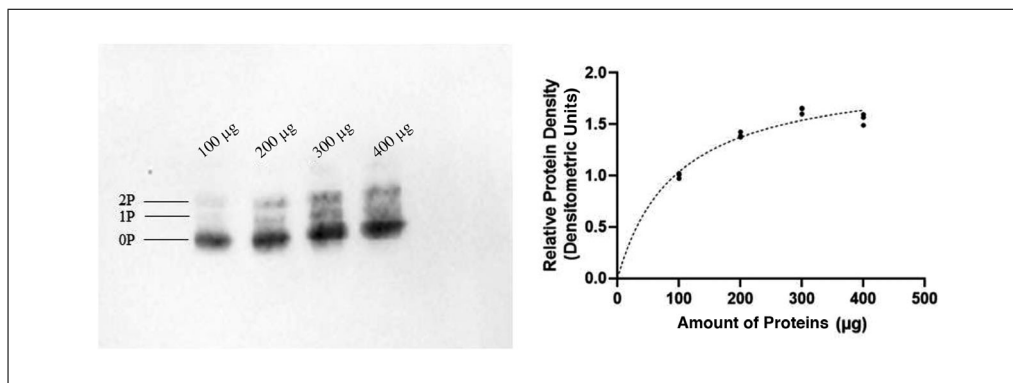 100 μg
200 μg
300 μg
400 μg
2P
1P
0P
Relative Protein Density
(Densitometric Units)
2.0
1.5
1.0
0.5
0.0
0
100
200
300
400
500
Amount of Proteins (μg)